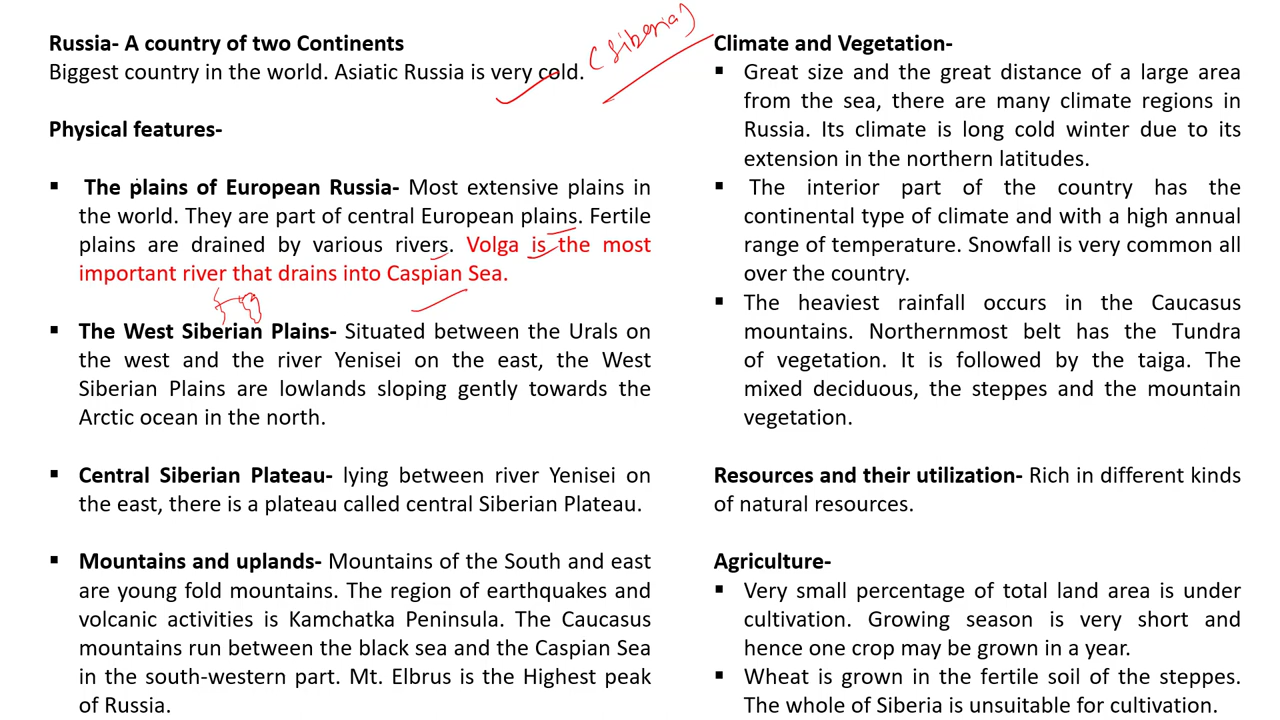 Russia- A country of two Continents
Biggest country in the world. Asiatic Russia is very cold.
(Siberia)
Physical features-
▪ The plains of European Russia- Most extensive plains in
the world. They are part of central European plains. Fertile
plains are drained by various rivers. Volga is the most
important river that drains into Caspian Sea.
▪ The West Siberian Plains- Situated between the Urals on
the west and the river Yenisei on the east, the West
Siberian Plains are lowlands sloping gently towards the
Arctic ocean in the north.
▪ Central Siberian Plateau- lying between river Yenisei on
the east, there is a plateau called central Siberian Plateau.
▪ Mountains and uplands- Mountains of the South and east
are young fold mountains. The region of earthquakes and
volcanic activities is Kamchatka Peninsula. The Caucasus
mountains run between the black sea and the Caspian Sea
in the south-western part. Mt. Elbrus is the Highest peak
of Russia.
Climate and Vegetation-
▪ Great size and the great distance of a large area
from the sea, there are many climate regions in
Russia. Its climate is long cold winter due to its
extension in the northern latitudes.
▪ The interior part of the country has the
continental type of climate and with a high annual
range of temperature. Snowfall is very common all
over the country.
▪ The heaviest rainfall occurs in the Caucasus
mountains. Northernmost belt has the Tundra
of vegetation. It is followed by the taiga. The
mixed deciduous, the steppes and the mountain
vegetation.
Resources and their utilization- Rich in different kinds
of natural resources.
Agriculture-
▪ Very small percentage of total land area is under
cultivation. Growing season is very short and
hence one crop may be grown in a year.
▪ Wheat is grown in the fertile soil of the steppes.
The whole of Siberia is unsuitable for cultivation.